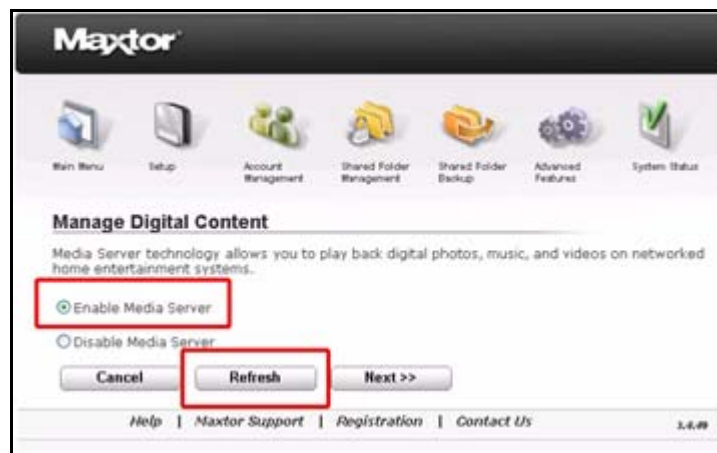 Maxtor
Main Menu
Setup
Account Management
Shared Folder Management
Shared Folder Backup
Advanced Features
System Status
Manage Digital Content
Media Server technology allows you to play back digital photos, music, and videos on networked
home entertainment systems.
Enable Media Server
Disable Media Server
Cancel Refresh Next >>
Help | Maxtor Support | Registration | Contact Us